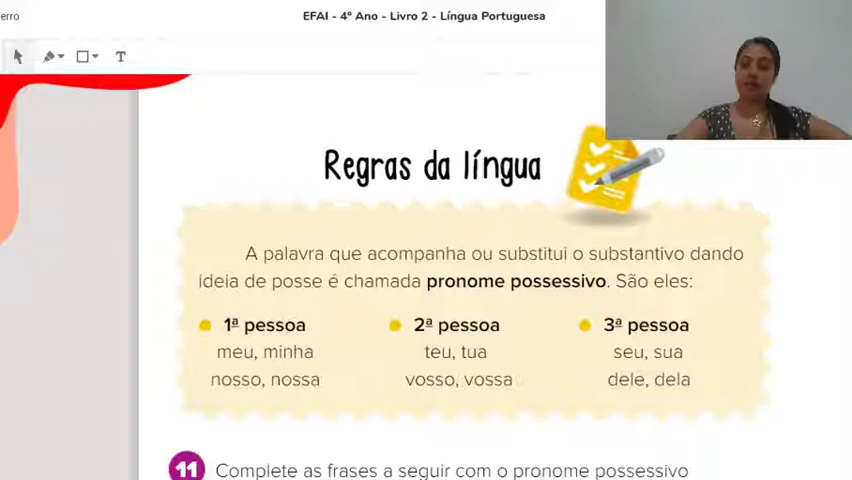 erro
EFAI - 4º Ano - Livro 2 - Língua Portuguesa
T
Regras da língua
A palavra que acompanha ou substitui o substantivo dando
ideia de posse é chamada pronome possessivo. São eles:
1ª pessoa
meu, minha
nosso, nossa
2ª pessoa
teu, tua
vosso, vossa
3ª pessoa
seu, sua
dele, dela
11 Complete as frases a seguir com o pronome possessivo